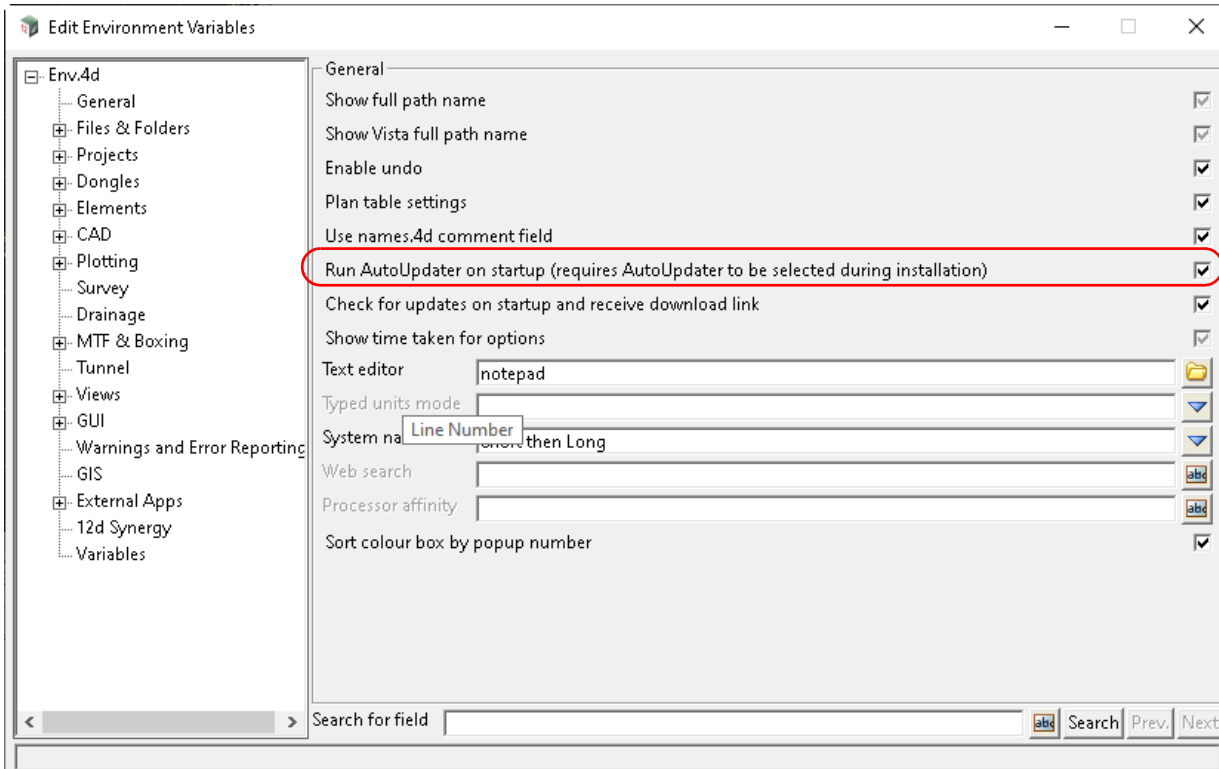 Edit Environment Variables
Env.4d
General
Files & Folders
Projects
Dongles
Elements
CAD
Plotting
Survey
Drainage
MTF & Boxing
Tunnel
Views
GUI
Warnings and Error Reporting
GIS
External Apps
12d Synergy
Variables
General
Show full path name
Show Vista full path name
Enable undo
Plan table settings
Use names.4d comment field
Run AutoUpdater on startup (requires AutoUpdater to be selected during installation)
Check for updates on startup and receive download link
Show time taken for options
Text editor notepad
Typed units mode
Line Number
System na then Long
Web search abc
Processor affinity abc
Sort colour box by popup number
Search for field abc Search Prev. Next